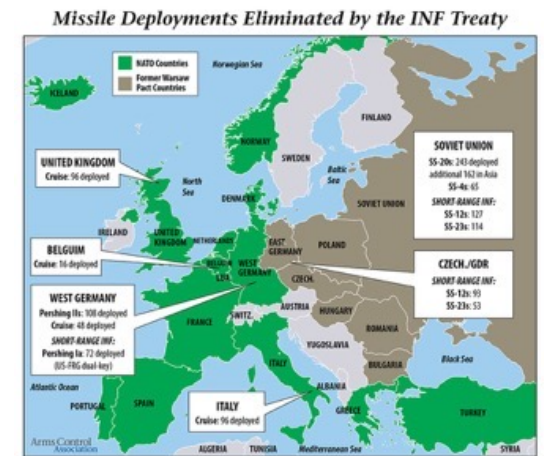 Missile Deployments Eliminated by the INF Treaty
NATO Countries
Former Warsaw
Pact Countries
Norwegian Sea
ICELAND
FINLAND
NORWAY
SWEDEN
UNITED KINGDOM
Cruise: 96 deployed
North
Sea
Baltic
Sea
SOVIET UNION
SS-20s: 243 deployed
additional 162 in Asia
SS-4s: 65
SHORT-RANGE INF:
SS-12s: 127
SS-23s: 114
DENMARK
SOVIET UNION
IRELAND
UNITED
KINGDOM
NETHERLANDS
EAST
GERMANY
POLAND
BELGUIM
Cruise: 16 deployed
BELGIUM
LUX.
WEST
GERMANY
CZECH.
CZECH./GDR
SHORT-RANGE INF:
SS-12s: 93
SS-23s: 53
WEST GERMANY
Pershing IIs: 108 deployed
Cruise: 48 deployed
SHORT-RANGE INF:
Pershing Ia: 72 deployed
(US-FRG dual-key)
FRANCE
SWITZ.
AUSTRIA
HUNGARY
ROMANIA
YUGOSLAVIA
Black Sea
BULGARIA
ITALY
Atlantic Ocean
PORTUGAL
SPAIN
ITALY
Cruise: 96 deployed
ALBANIA
GREECE
TURKEY
Arms Control
Association
ALGERIA
TUNISIA
Mediterranean Sea
SYRIA